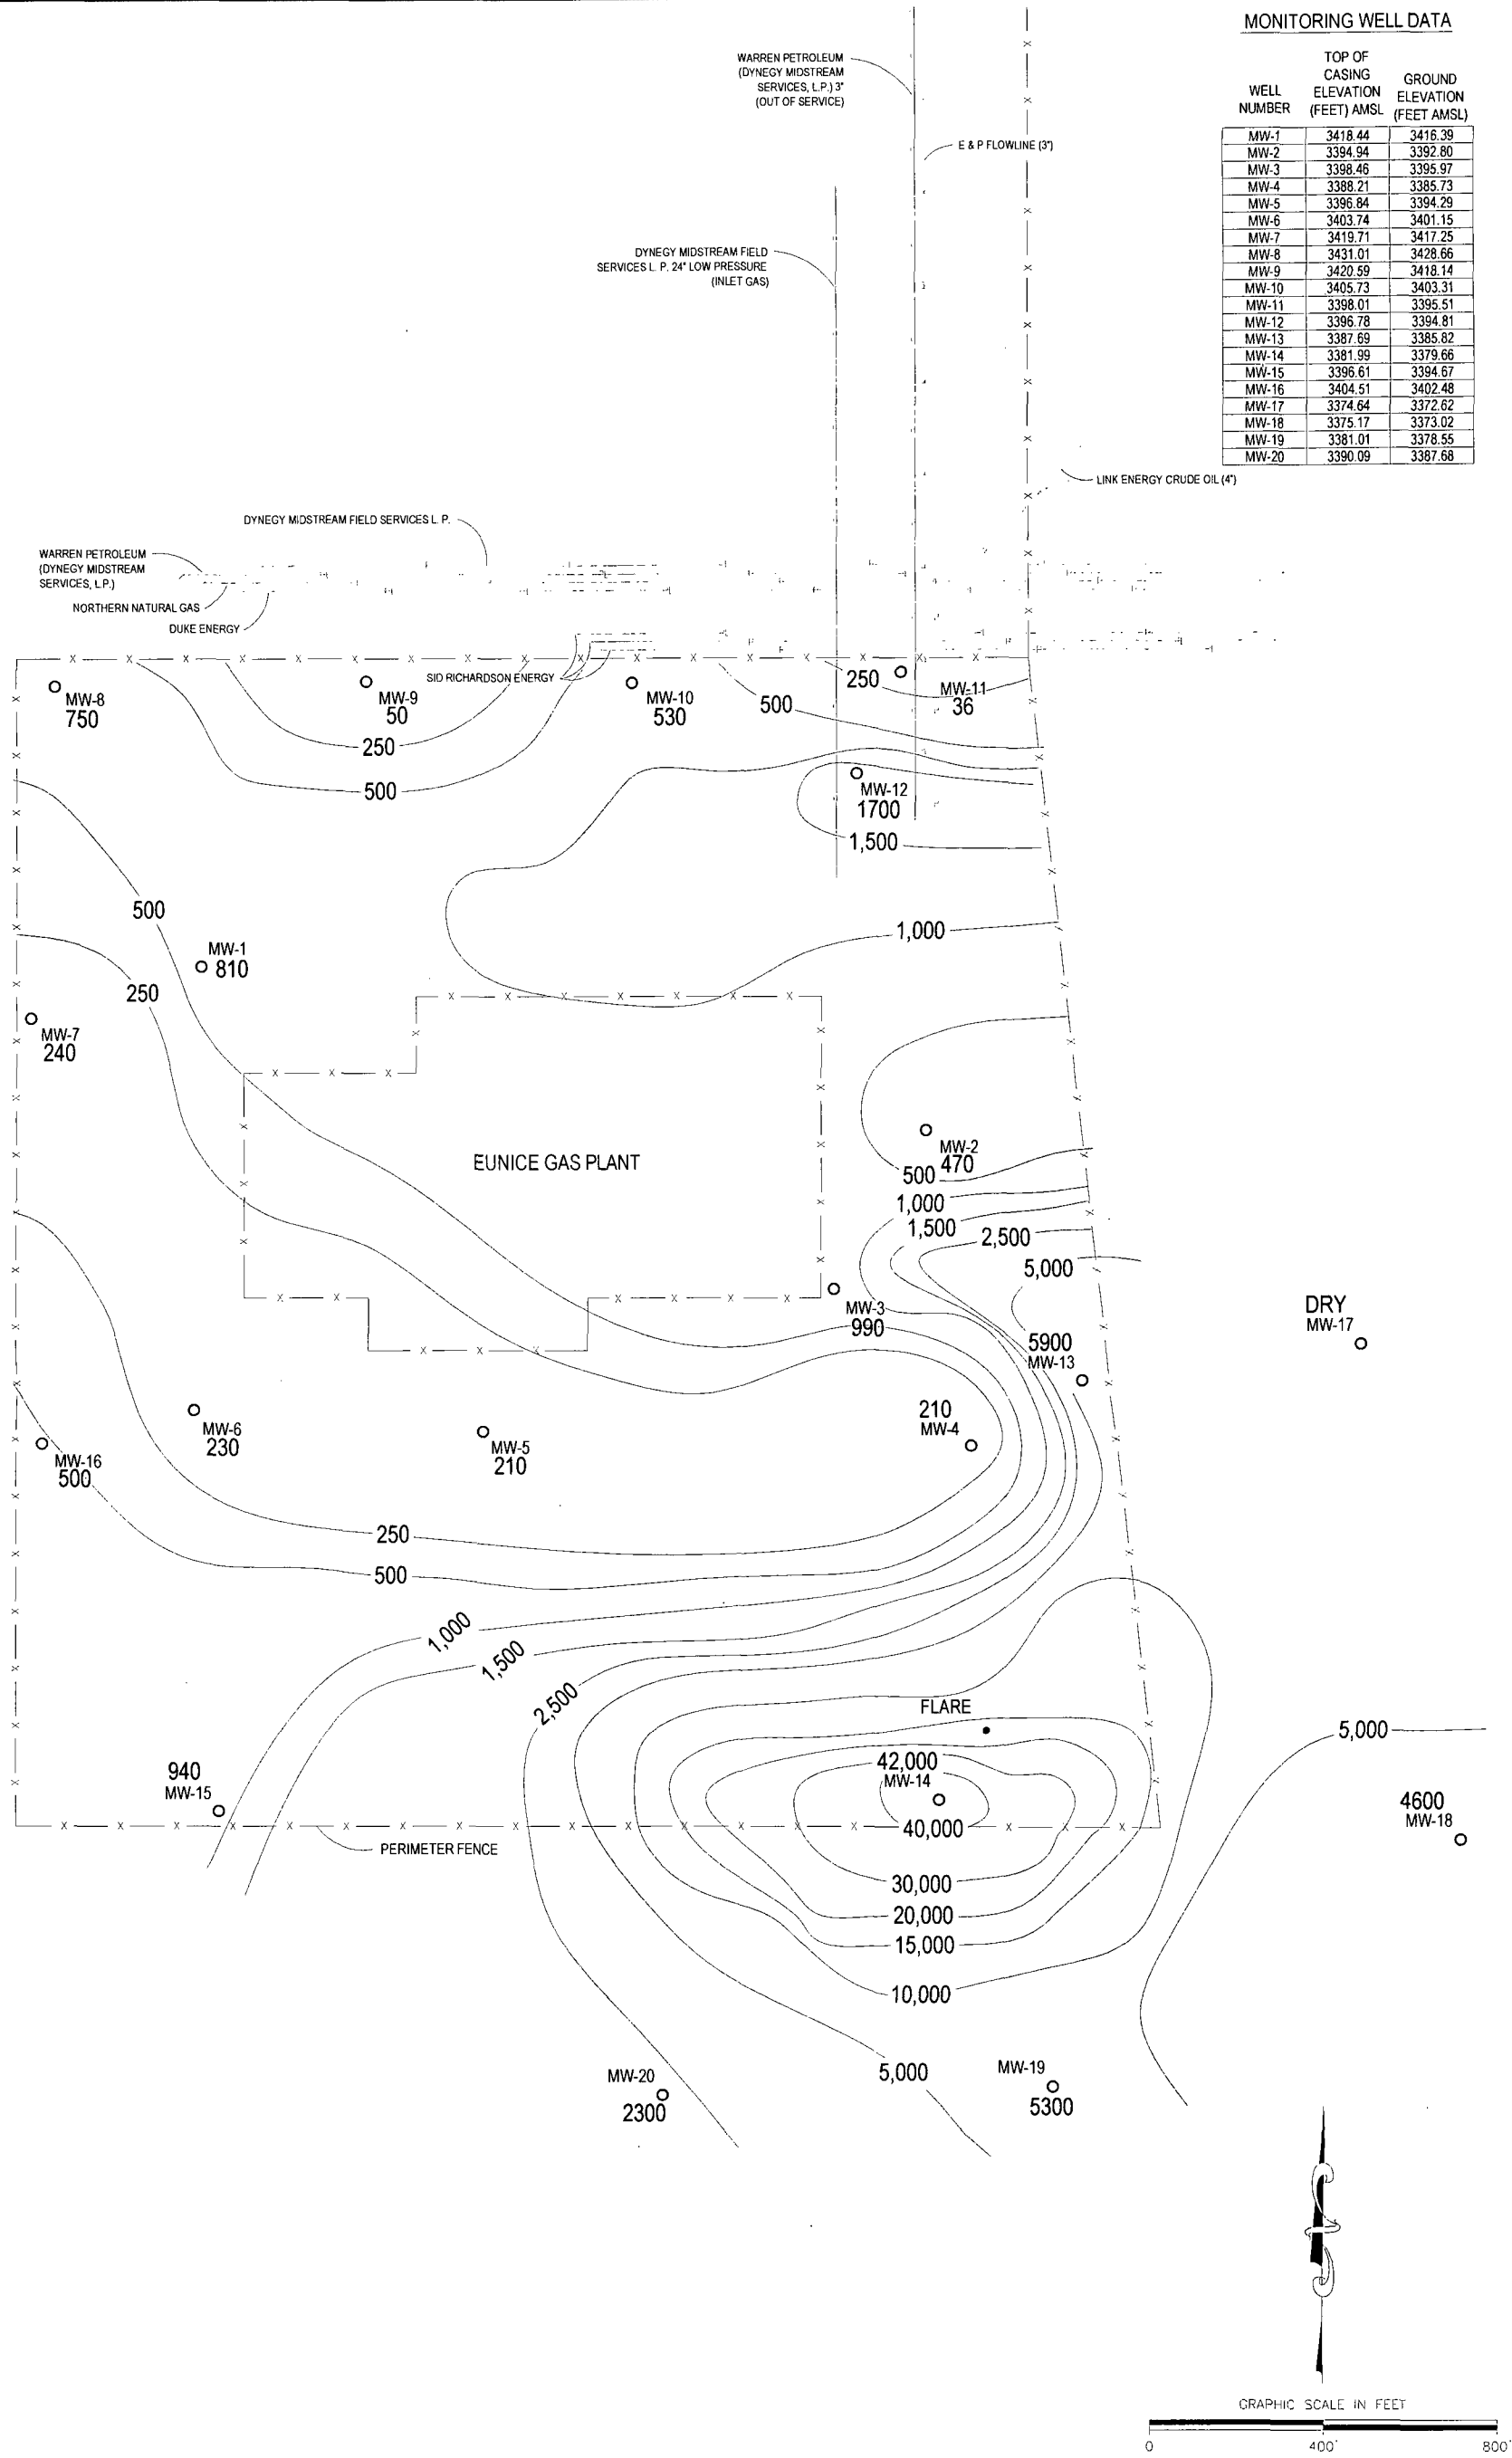 MONITORING WELL DATA
WELL NUMBER TOP OF CASING ELEVATION (FEET) AMSL GROUND ELEVATION (FEET AMSL)
MW-1 3418.44 3416.39
MW-2 3394.94 3392.80
MW-3 3398.46 3395.97
MW-4 3388.21 3385.73
MW-5 3396.84 3394.29
MW-6 3403.74 3401.15
MW-7 3419.71 3417.25
MW-8 3431.01 3428.66
MW-9 3420.59 3418.14
MW-10 3405.73 3403.31
MW-11 3398.01 3395.51
MW-12 3396.78 3394.81
MW-13 3387.69 3385.82
MW-14 3381.99 3379.66
MW-15 3396.61 3394.67
MW-16 3404.51 3402.48
MW-17 3374.64 3372.62
MW-18 3375.17 3373.02
MW-19 3381.01 3378.55
MW-20 3390.09 3387.68
WARREN PETROLEUM
(DYNEGY MIDSTREAM
SERVICES, L.P.) 3"
(OUT OF SERVICE)
E & P FLOWLINE (3")
DYNEGY MIDSTREAM FIELD
SERVICES L. P. 24" LOW PRESSURE
(INLET GAS)
LINK ENERGY CRUDE OIL (4")
DYNEGY MIDSTREAM FIELD SERVICES L. P.
WARREN PETROLEUM
(DYNEGY MIDSTREAM
SERVICES, L.P.)
NORTHERN NATURAL GAS
DUKE ENERGY
SID RICHARDSON ENERGY
MW-8
750
MW-9
50
MW-10
530
250
MW-11
36
500
250
500
MW-12
1700
1,500
500
1,000
MW-1
810
250
MW-7
240
EUNICE GAS PLANT
MW-2
470
500
1,000
1,500
2,500
5,000
MW-3
990
DRY
MW-17
5900
MW-13
210
MW-4
MW-6
230
MW-5
210
MW-16
500
250
500
1,000
1,500
2,500
FLARE
5,000
42,000
MW-14
40,000
940
MW-15
4600
MW-18
PERIMETER FENCE
30,000
20,000
15,000
10,000
5,000
MW-19
5300
MW-20
2300
GRAPHIC SCALE IN FEET
0 400' 800'